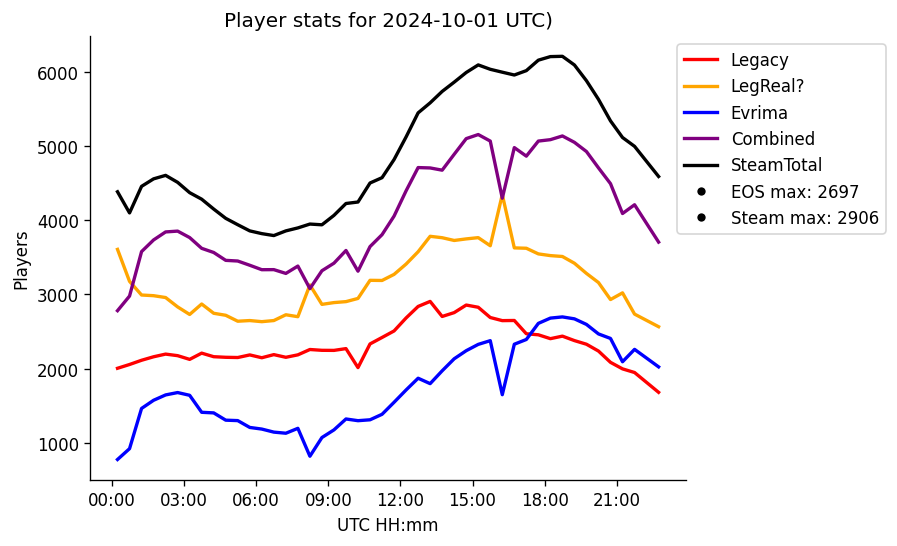 Player stats for 2024-10-01 UTC)
Legacy
LegReal?
Evrima
Combined
SteamTotal
EOS max: 2697
Steam max: 2906
Players
6000
5000
4000
3000
2000
1000
00:00 03:00 06:00 09:00 12:00 15:00 18:00 21:00
UTC HH:mm